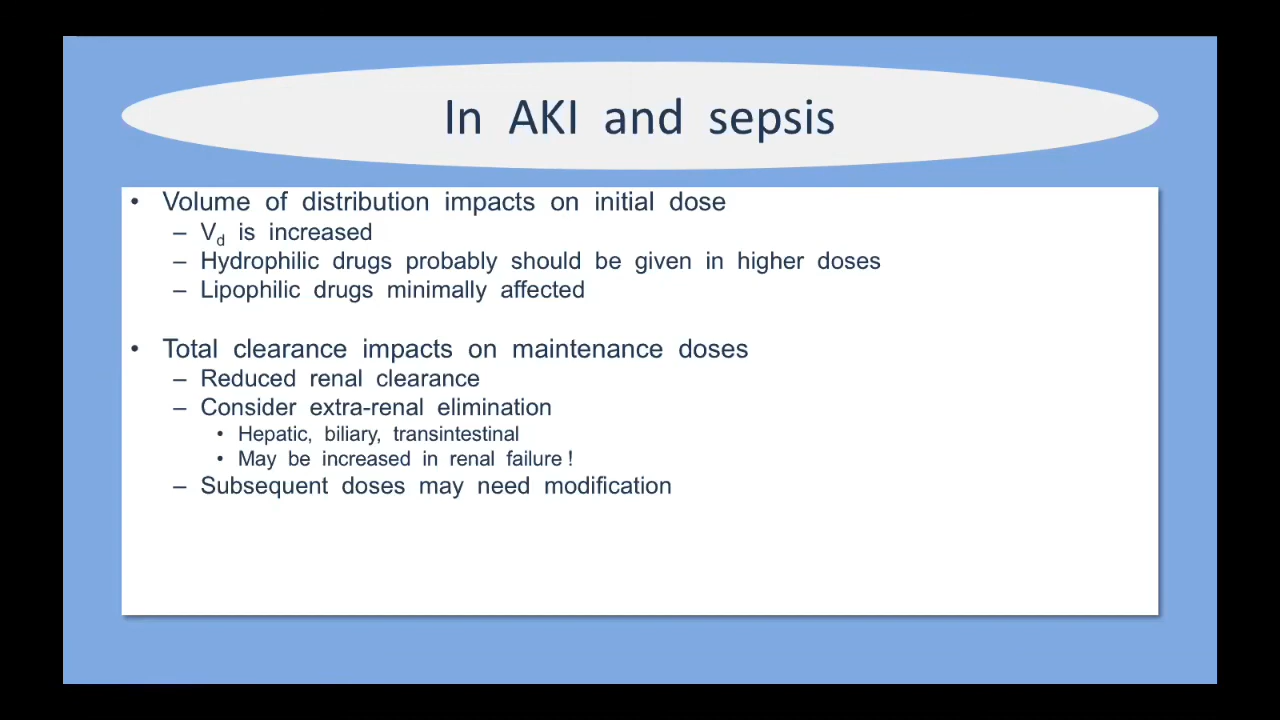 In AKI and sepsis
• Volume of distribution impacts on initial dose
– Vd is increased
– Hydrophilic drugs probably should be given in higher doses
– Lipophilic drugs minimally affected
• Total clearance impacts on maintenance doses
– Reduced renal clearance
– Consider extra-renal elimination
• Hepatic, biliary, transintestinal
• May be increased in renal failure !
– Subsequent doses may need modification